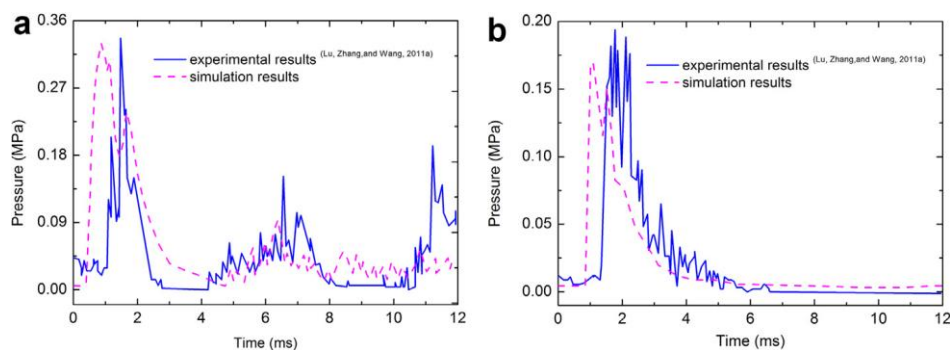 a
0.36
0.27
0.18
0.09
0.00
Pressure (MPa)
experimental results (Lu, Zhang,and Wang, 2011a)
simulation results
0 2 4 6 8 10 12
Time (ms)
b
0.20
0.15
0.10
0.05
0.00
Pressure (MPa)
experimental results (Lu, Zhang,and Wang, 2011a)
simulation results
0 2 4 6 8 10 12
Time (ms)